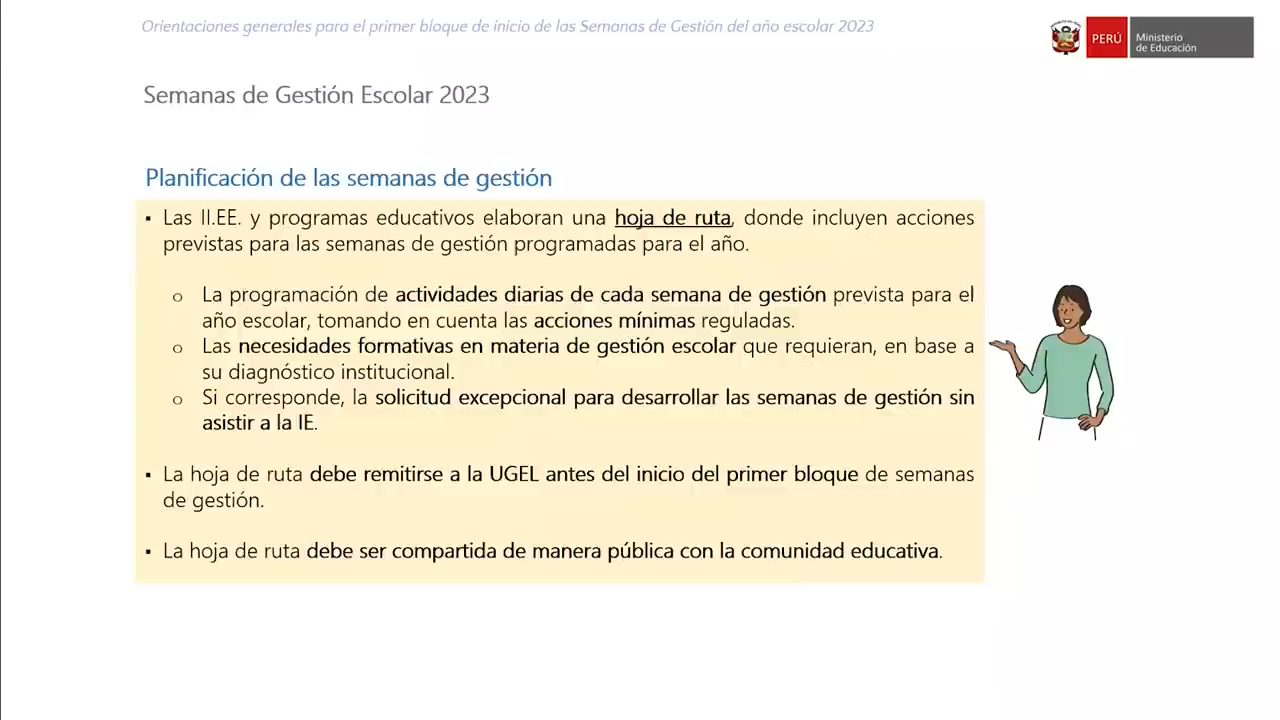 Orientaciones generales para el primer bloque de inicio de las Semanas de Gestión del año escolar 2023
PERÚ
Ministerio
de Educación
Semanas de Gestión Escolar 2023
Planificación de las semanas de gestión
▪ Las II.EE. y programas educativos elaboran una hoja de ruta, donde incluyen acciones
previstas para las semanas de gestión programadas para el año.
o La programación de actividades diarias de cada semana de gestión prevista para el
año escolar, tomando en cuenta las acciones mínimas reguladas.
o Las necesidades formativas en materia de gestión escolar que requieran, en base a
su diagnóstico institucional.
o Si corresponde, la solicitud excepcional para desarrollar las semanas de gestión sin
asistir a la IE.
▪ La hoja de ruta debe remitirse a la UGEL antes del inicio del primer bloque de semanas
de gestión.
▪ La hoja de ruta debe ser compartida de manera pública con la comunidad educativa.